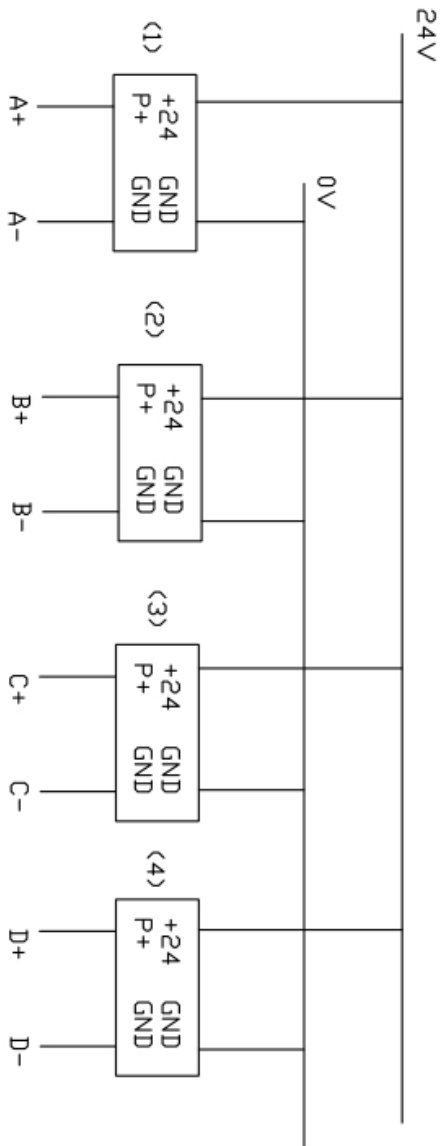 24V
0V
(1)
+24 GND
P+ GND
A+ A-
(2)
+24 GND
P+ GND
B+ B-
(3)
+24 GND
P+ GND
C+ C-
(4)
+24 GND
P+ GND
D+ D-